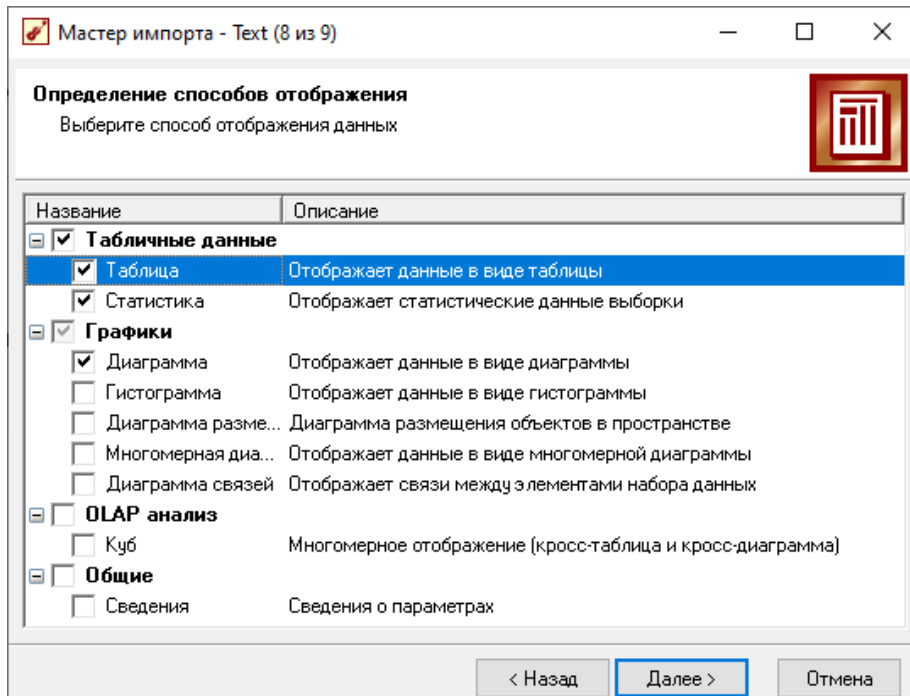 Мастер импорта - Text (8 из 9)
Определение способов отображения
Выберите способ отображения данных
Название Описание
Табличные данные
Таблица Отображает данные в виде таблицы
Статистика Отображает статистические данные выборки
Графики
Диаграмма Отображает данные в виде диаграммы
Гистограмма Отображает данные в виде гистограммы
Диаграмма разме... Диаграмма размещения объектов в пространстве
Многомерная диа... Отображает данные в виде многомерной диаграммы
Диаграмма связей Отображает связи между элементами набора данных
OLAP анализ
Куб Многомерное отображение (кросс-таблица и кросс-диаграмма)
Общие
Сведения Сведения о параметрах
< Назад Далее > Отмена